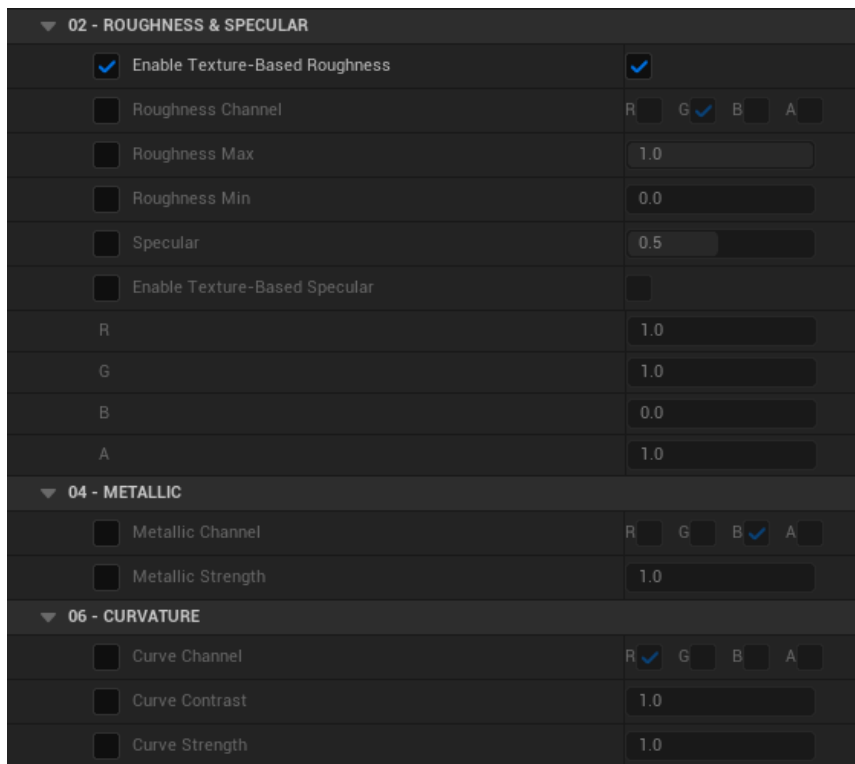 02 - ROUGHNESS & SPECULAR
Enable Texture-Based Roughness
Roughness Channel R G B A
Roughness Max 1.0
Roughness Min 0.0
Specular 0.5
Enable Texture-Based Specular
R 1.0
G 1.0
B 0.0
A 1.0
04 - METALLIC
Metallic Channel R G B A
Metallic Strength 1.0
06 - CURVATURE
Curve Channel R G B A
Curve Contrast 1.0
Curve Strength 1.0